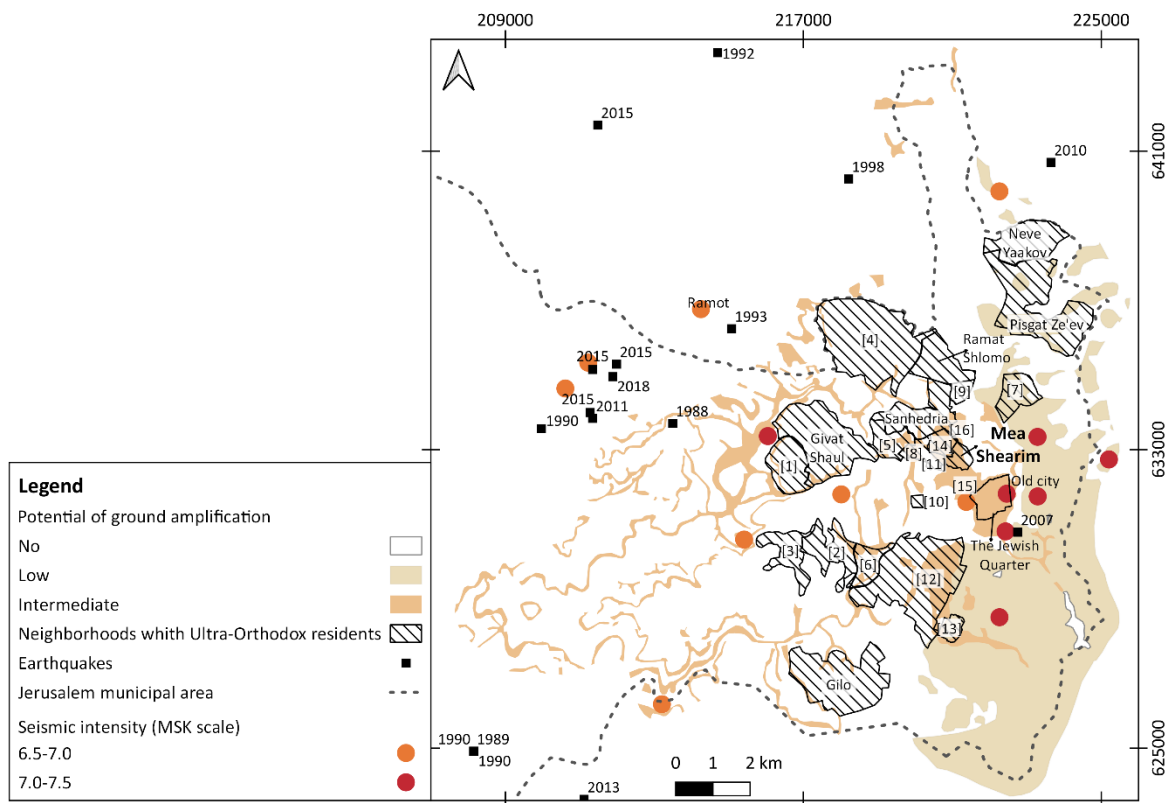 209000
217000
225000
1992
2015
641000
2010
1998
Neve
Yaakov
Ramot
1993
Pisgat Ze'ev
[4]
Ramat
Shlomo
2015
2015
2018
[9]
[7]
2015
2011
1990
1988
Sanhedria
[16]
Mea
Shearim
Givat
Shaul
[5]
[8]
[14]
[11]
633000
[1]
[15]
Old city
[10]
2007
The Jewish
Quarter
[3]
[2]
[6]
[12]
[13]
Gilo
1990
1989
1990
625000
2013
0 1 2 km
Legend
Potential of ground amplification
No
Low
Intermediate
Neighborhoods whith Ultra-Orthodox residents
Earthquakes
Jerusalem municipal area
Seismic intensity (MSK scale)
6.5-7.0
7.0-7.5